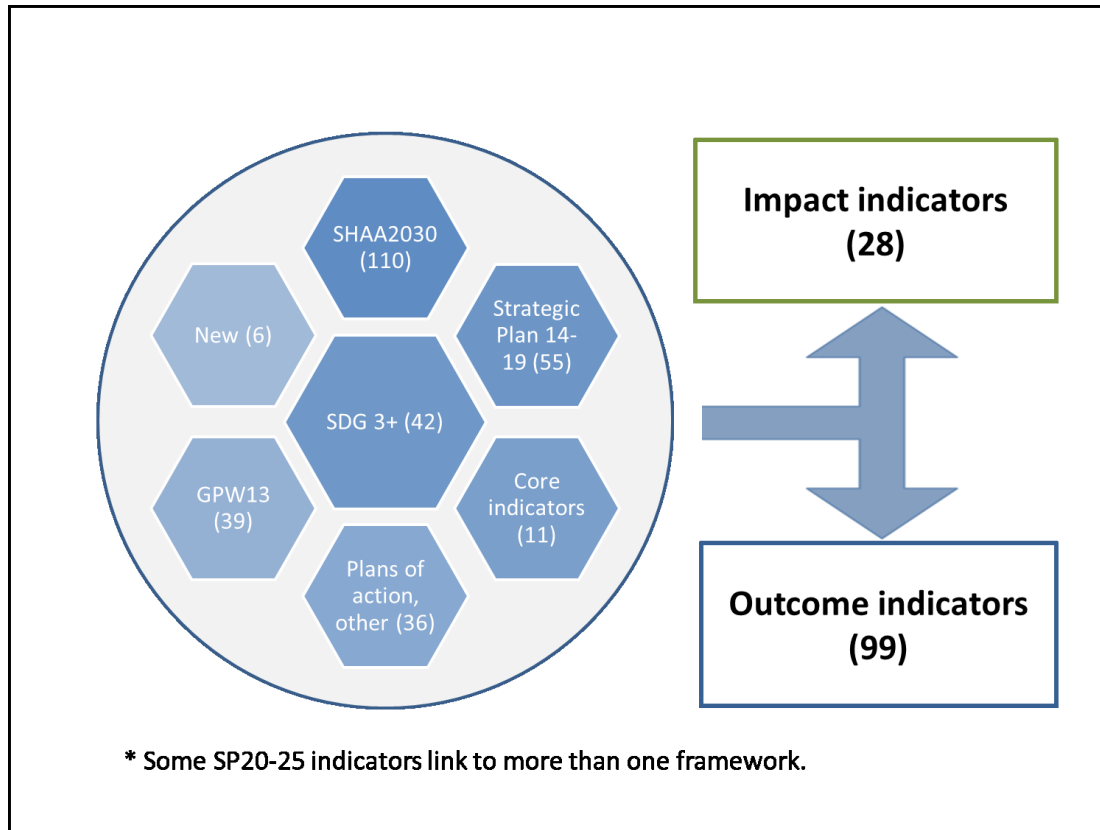 SHAA2030
(110)
Strategic
Plan 14-
19 (55)
New (6)
SDG 3+ (42)
GPW13
(39)
Core
indicators
(11)
Plans of
action,
other (36)
Impact indicators
(28)
Outcome indicators
(99)
* Some SP20-25 indicators link to more than one framework.